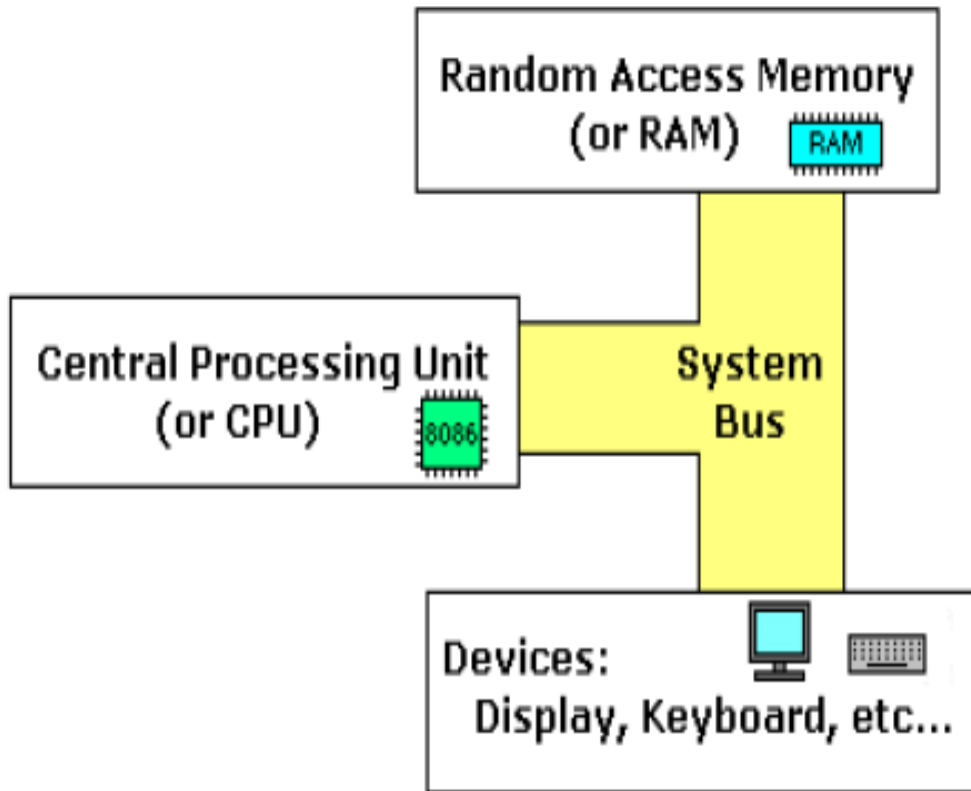 Random Access Memory
(or RAM)
RAM
Central Processing Unit
(or CPU)
8086
System
Bus
Devices:
Display, Keyboard, etc...